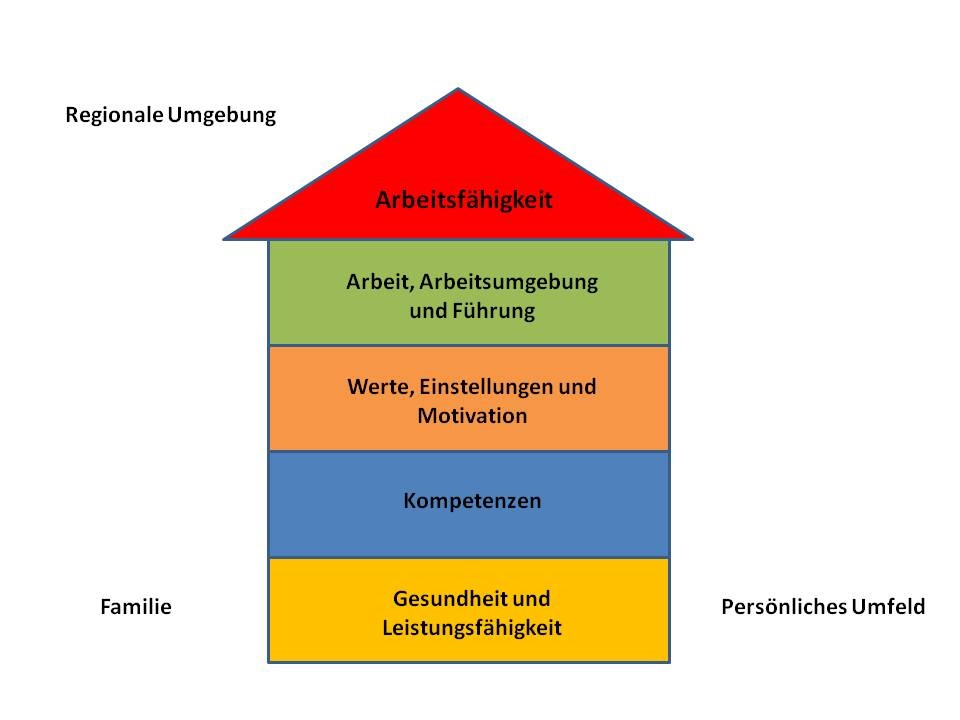 Regionale Umgebung
Arbeitsfähigkeit
Arbeit, Arbeitsumgebung
und Führung
Werte, Einstellungen und
Motivation
Kompetenzen
Familie
Gesundheit und
Leistungsfähigkeit
Persönliches Umfeld